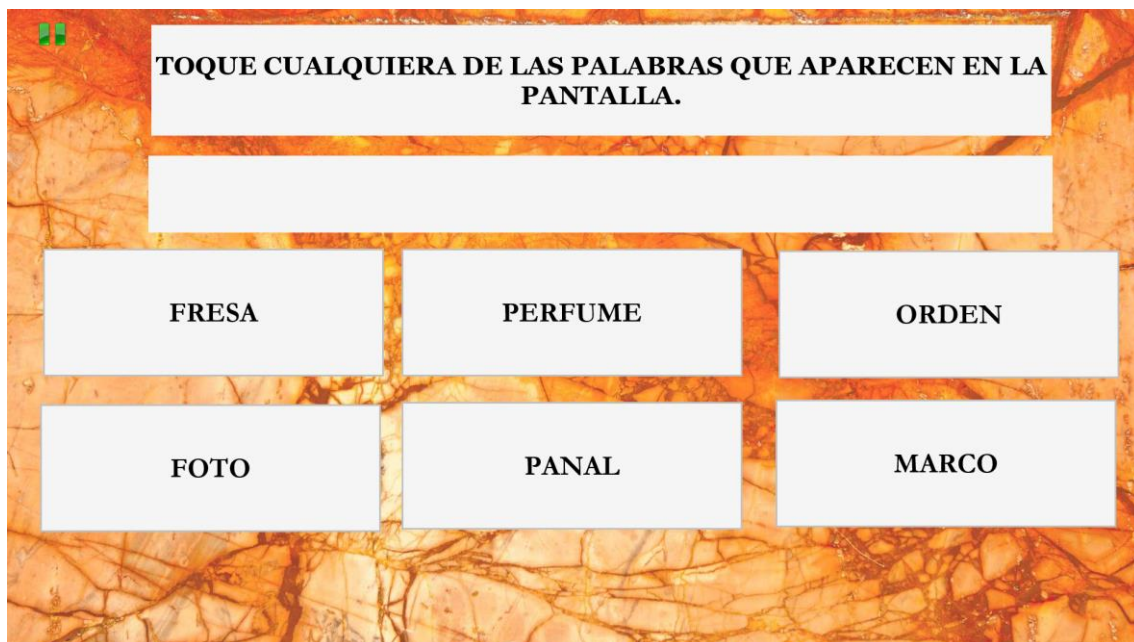 TOQUE CUALQUIERA DE LAS PALABRAS QUE APARECEN EN LA
PANTALLA.
FRESA
PERFUME
ORDEN
FOTO
PANAL
MARCO